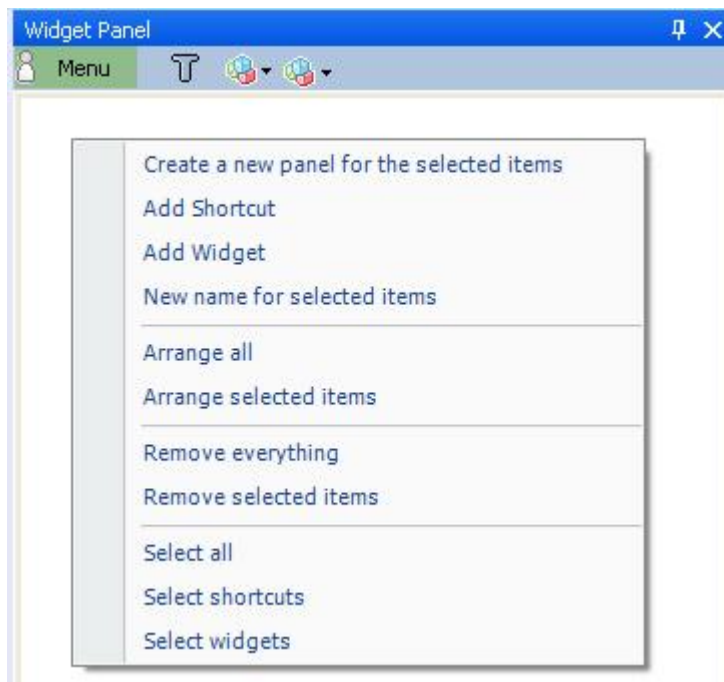 Widget Panel
Menu
Create a new panel for the selected items
Add Shortcut
Add Widget
New name for selected items
Arrange all
Arrange selected items
Remove everything
Remove selected items
Select all
Select shortcuts
Select widgets